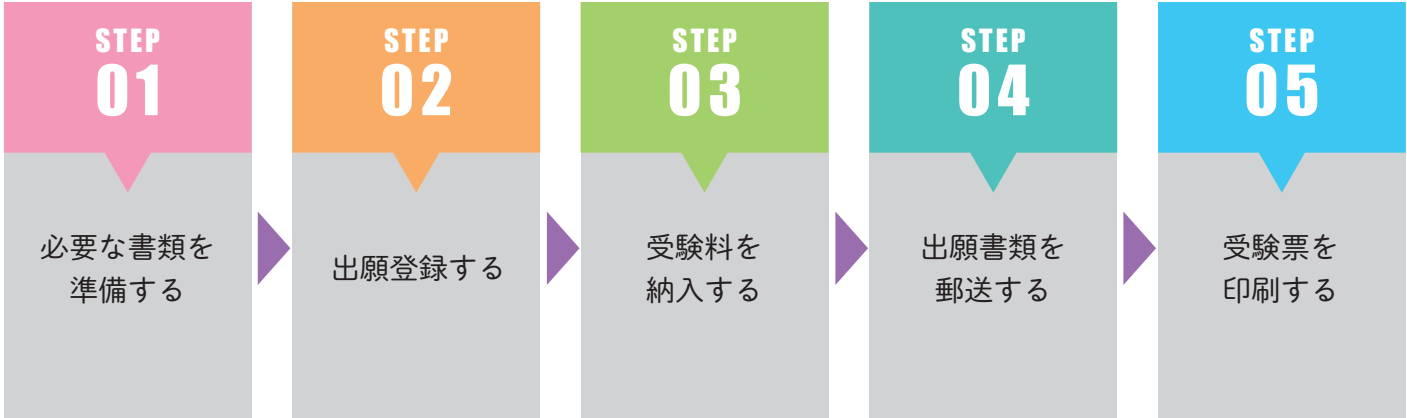 STEP
01
必要な書類を
準備する
STEP
02
出願登録する
STEP
03
受験料を
納入する
STEP
04
出願書類を
郵送する
STEP
05
受験票を
印刷する